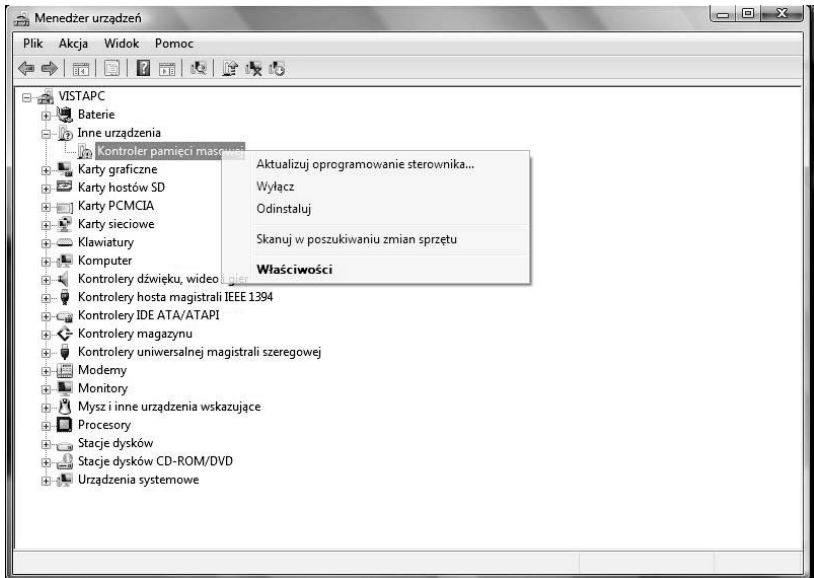 Menedżer urządzeń
Plik Akcja Widok Pomoc
VISTAPC
Baterie
Inne urządzenia
Kontroler pamięci masowej
Karty graficzne
Karty hostów SD
Karty PCMCIA
Karty sieciowe
Klawiatury
Komputer
Kontrolery dźwięku, wideo i gier
Kontrolery hosta magistrali IEEE 1394
Kontrolery IDE ATA/ATAPI
Kontrolery magazynu
Kontrolery uniwersalnej magistrali szeregowej
Modemy
Monitory
Mysz i inne urządzenia wskazujące
Procesory
Stacje dysków
Stacje dysków CD-ROM/DVD
Urządzenia systemowe
Aktualizuj oprogramowanie sterownika...
Wyłącz
Odinstaluj
Skanuj w poszukiwaniu zmian sprzętu
Właściwości